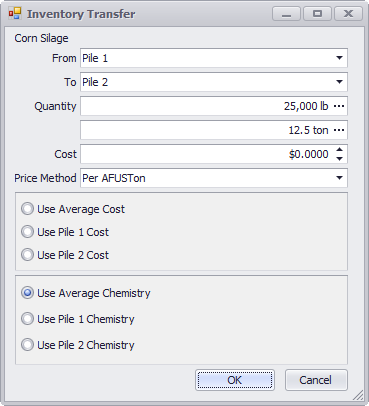 Inventory Transfer
Corn Silage
From Pile 1
To Pile 2
Quantity 25,000 lb ...
12.5 ton ...
Cost $0.0000
Price Method Per AFUSTon
Use Average Cost
Use Pile 1 Cost
Use Pile 2 Cost
Use Average Chemistry
Use Pile 1 Chemistry
Use Pile 2 Chemistry
OK Cancel